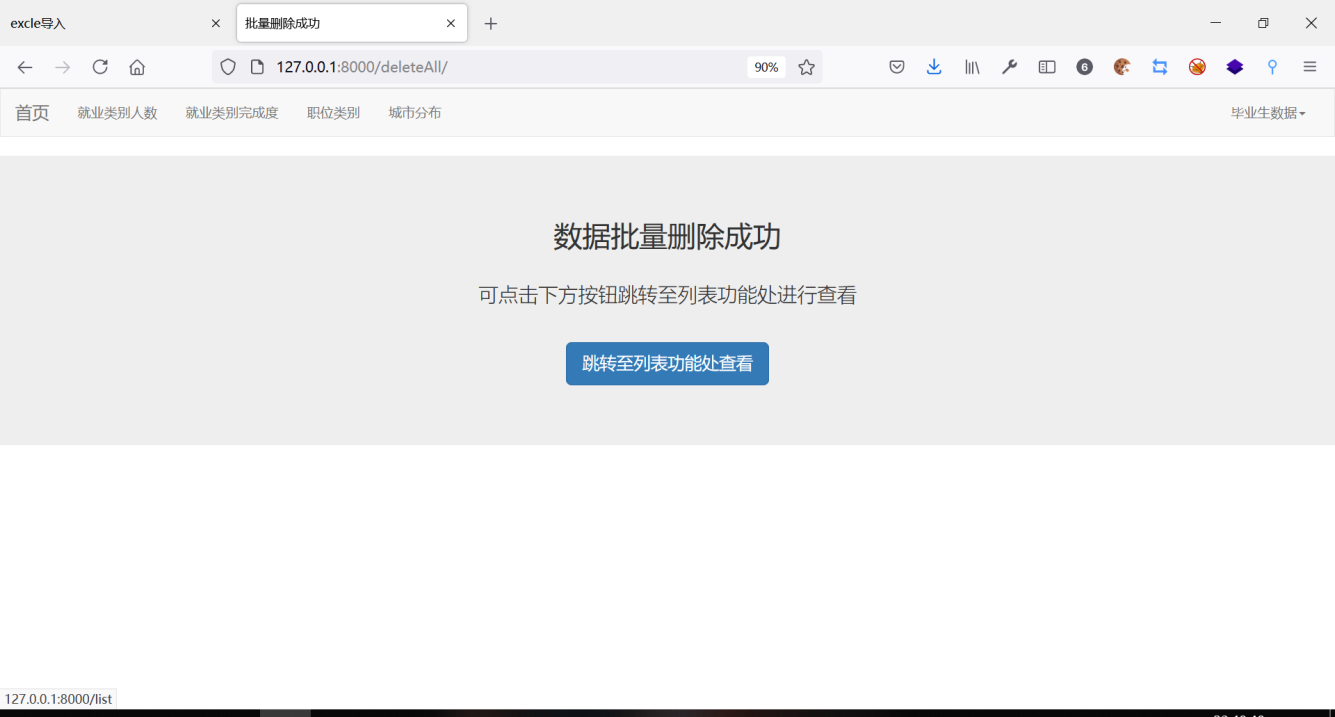 excle导入
批量删除成功
127.0.0.1:8000/deleteAll/
90%
6
首页
就业类别人数
就业类别完成度
职位类别
城市分布
毕业生数据
数据批量删除成功
可点击下方按钮跳转至列表功能处进行查看
跳转至列表功能处查看
127.0.0.1:8000/list